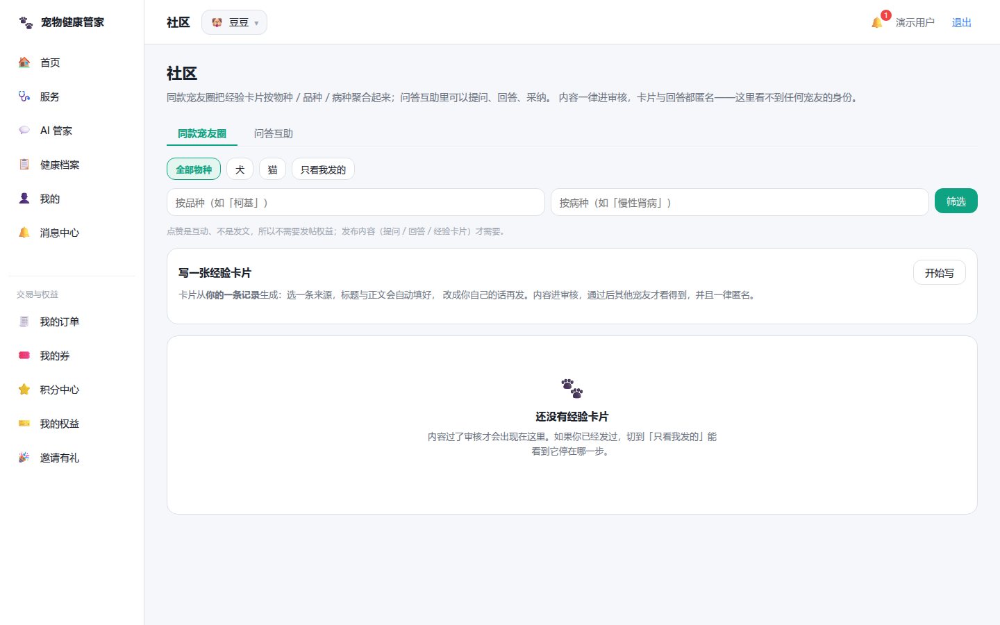 宠物健康管家
首页
服务
AI 管家
健康档案
我的
消息中心
交易与权益
我的订单
我的券
积分中心
我的权益
邀请有礼
社区
豆豆 ▾
1
演示用户
退出
社区
同款宠友圈把经验卡片按物种 / 品种 / 病种聚合起来；问答互助里可以提问、回答、采纳。 内容一律进审核，卡片与回答都匿名——这里看不到任何宠友的身份。
同款宠友圈
问答互助
全部物种
犬
猫
只看我发的
按品种（如「柯基」）
按病种（如「慢性肾病」）
筛选
点赞是互动、不是发文，所以不需要发帖权益；发布内容（提问 / 回答 / 经验卡片）才需要。
写一张经验卡片
开始写
卡片从你的一条记录生成：选一条来源，标题与正文会自动填好， 改成你自己的话再发。内容进审核，通过后其他宠友才看得到，并且一律匿名。
还没有经验卡片
内容过了审核才会出现在这里。如果你已经发过，切到「只看我发的」能
看到它停在哪一步。